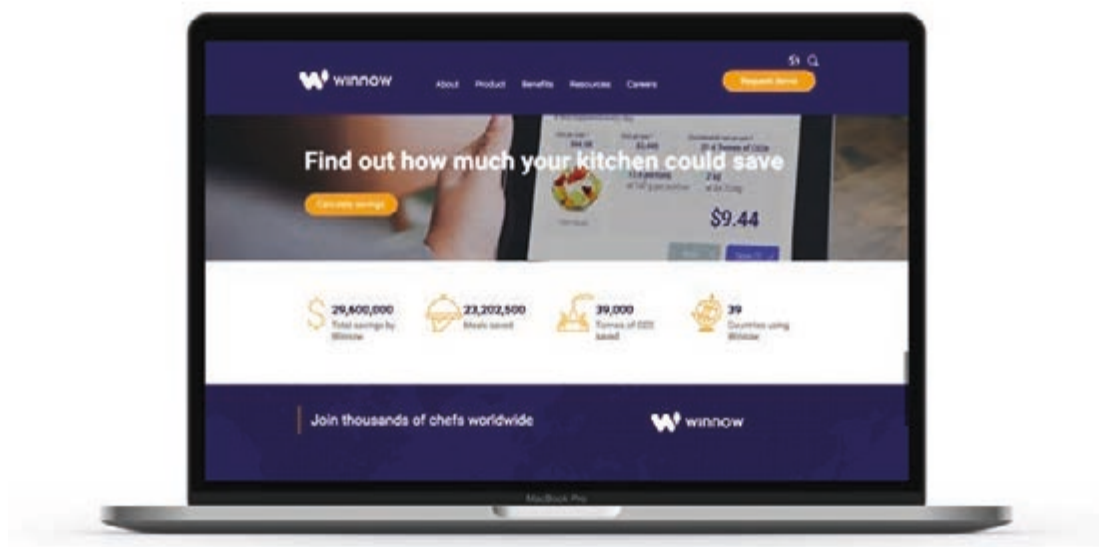 winnow
About Product Benefits Resources Careers
Request demo
Find out how much your kitchen could save
Calculate savings
$9.44
29,600,000
Total savings by
Winnow
23,202,500
Meals saved
39,000
Tonnes of CO2
saved
39
Countries using
Winnow
Join thousands of chefs worldwide
winnow
MacBook Pro